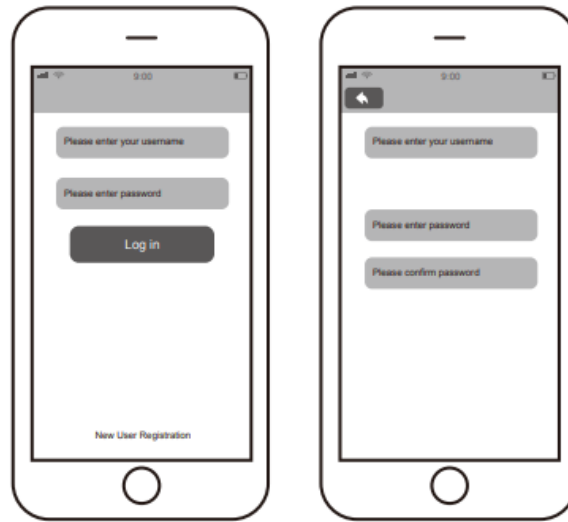 9:00
Please enter your username
Please enter password
Log in
New User Registration
9:00
Please enter your username
Please enter password
Please confirm password